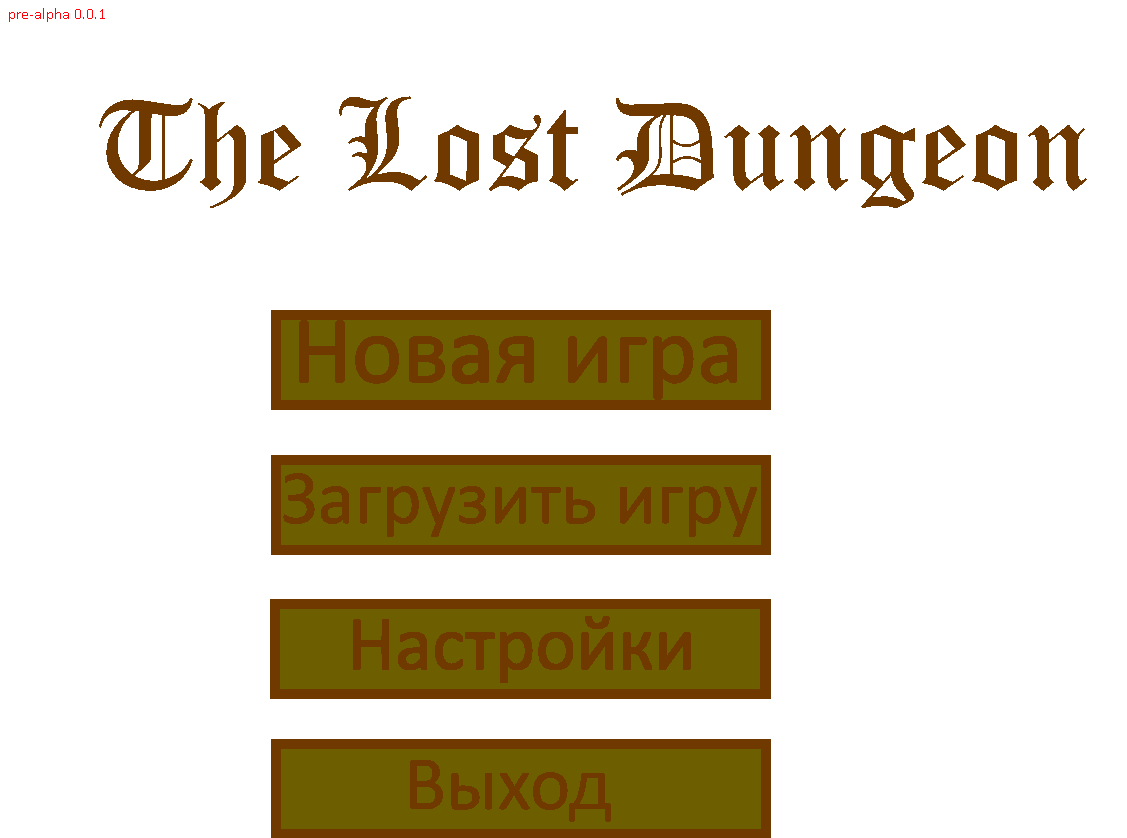 pre-alpha 0.0.1
The Lost Dungeon
Новая игра
Загрузить игру
Настройки
Выход